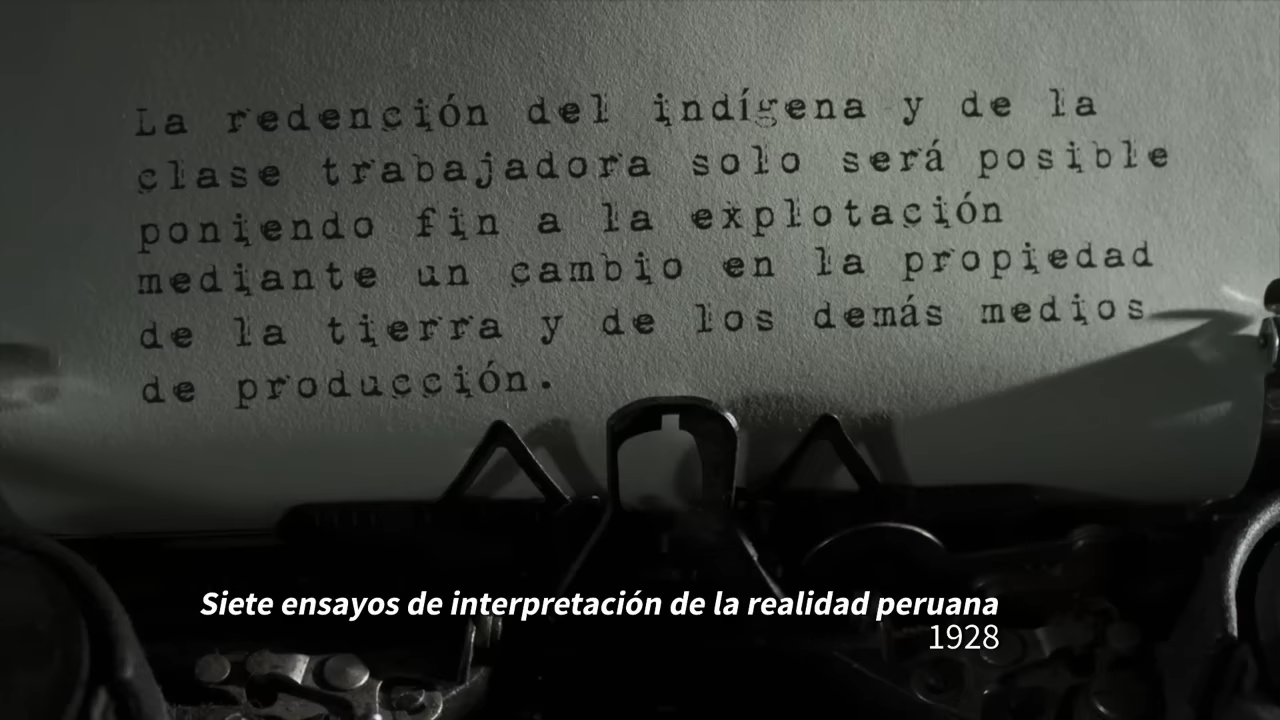 La redención del indígena y de la
clase trabajadora solo será posible
poniendo fin a la explotación
mediante un cambio en la propiedad
de la tierra y de los demás medios
de producción.
Siete ensayos de interpretación de la realidad peruana
1928